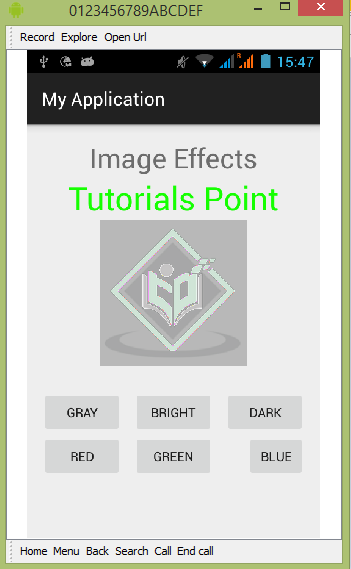 0123456789ABCDEF
Record Explore Open Url
R 15:47
My Application
Image Effects
Tutorials Point
GRAY BRIGHT DARK
RED GREEN BLUE
Home Menu Back Search Call End call